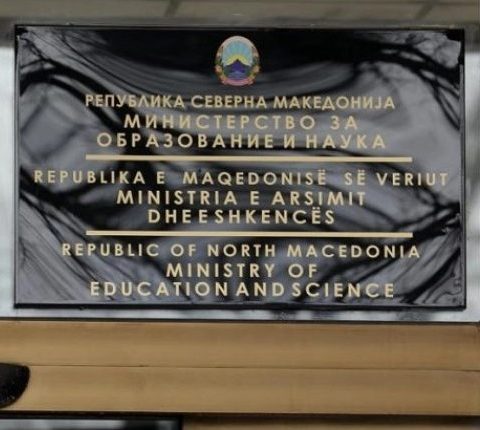 РЕПУБЛИКА СЕВЕРНА МАКЕДОНИЈА
МИНИСТЕРСТВО ЗА
ОБРАЗОВАНИЕ И НАУКА
REPUBLIKA E MAQEDONISË SË VERIUT
MINISTRIA E ARSIMIT
DHE ESHKENCËS
REPUBLIC OF NORTH MACEDONIA
MINISTRY OF
EDUCATION AND SCIENCE